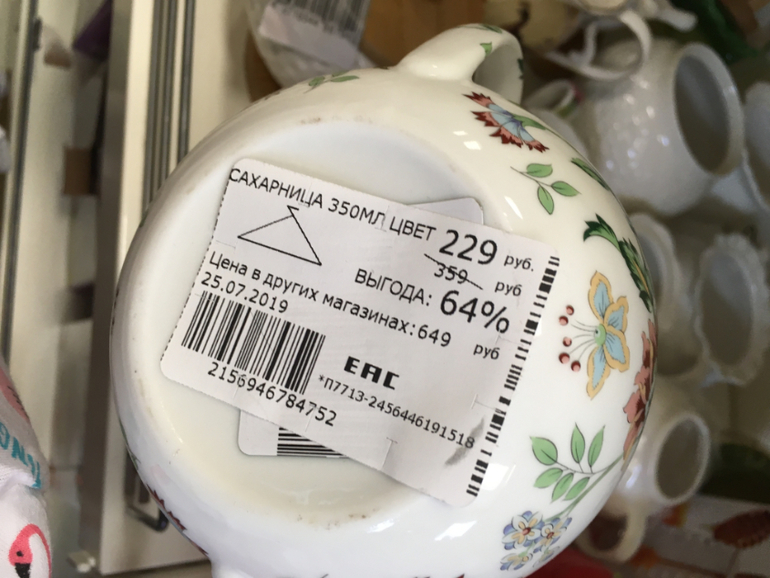 САХАРНИЦА 350МЛ ЦВЕТ 229 руб.
359 руб
ВЫГОДА: 64%
Цена в других магазинах: 649 руб
25.07.2019
2156946784752
ЕАС
*П7713-2456446191518